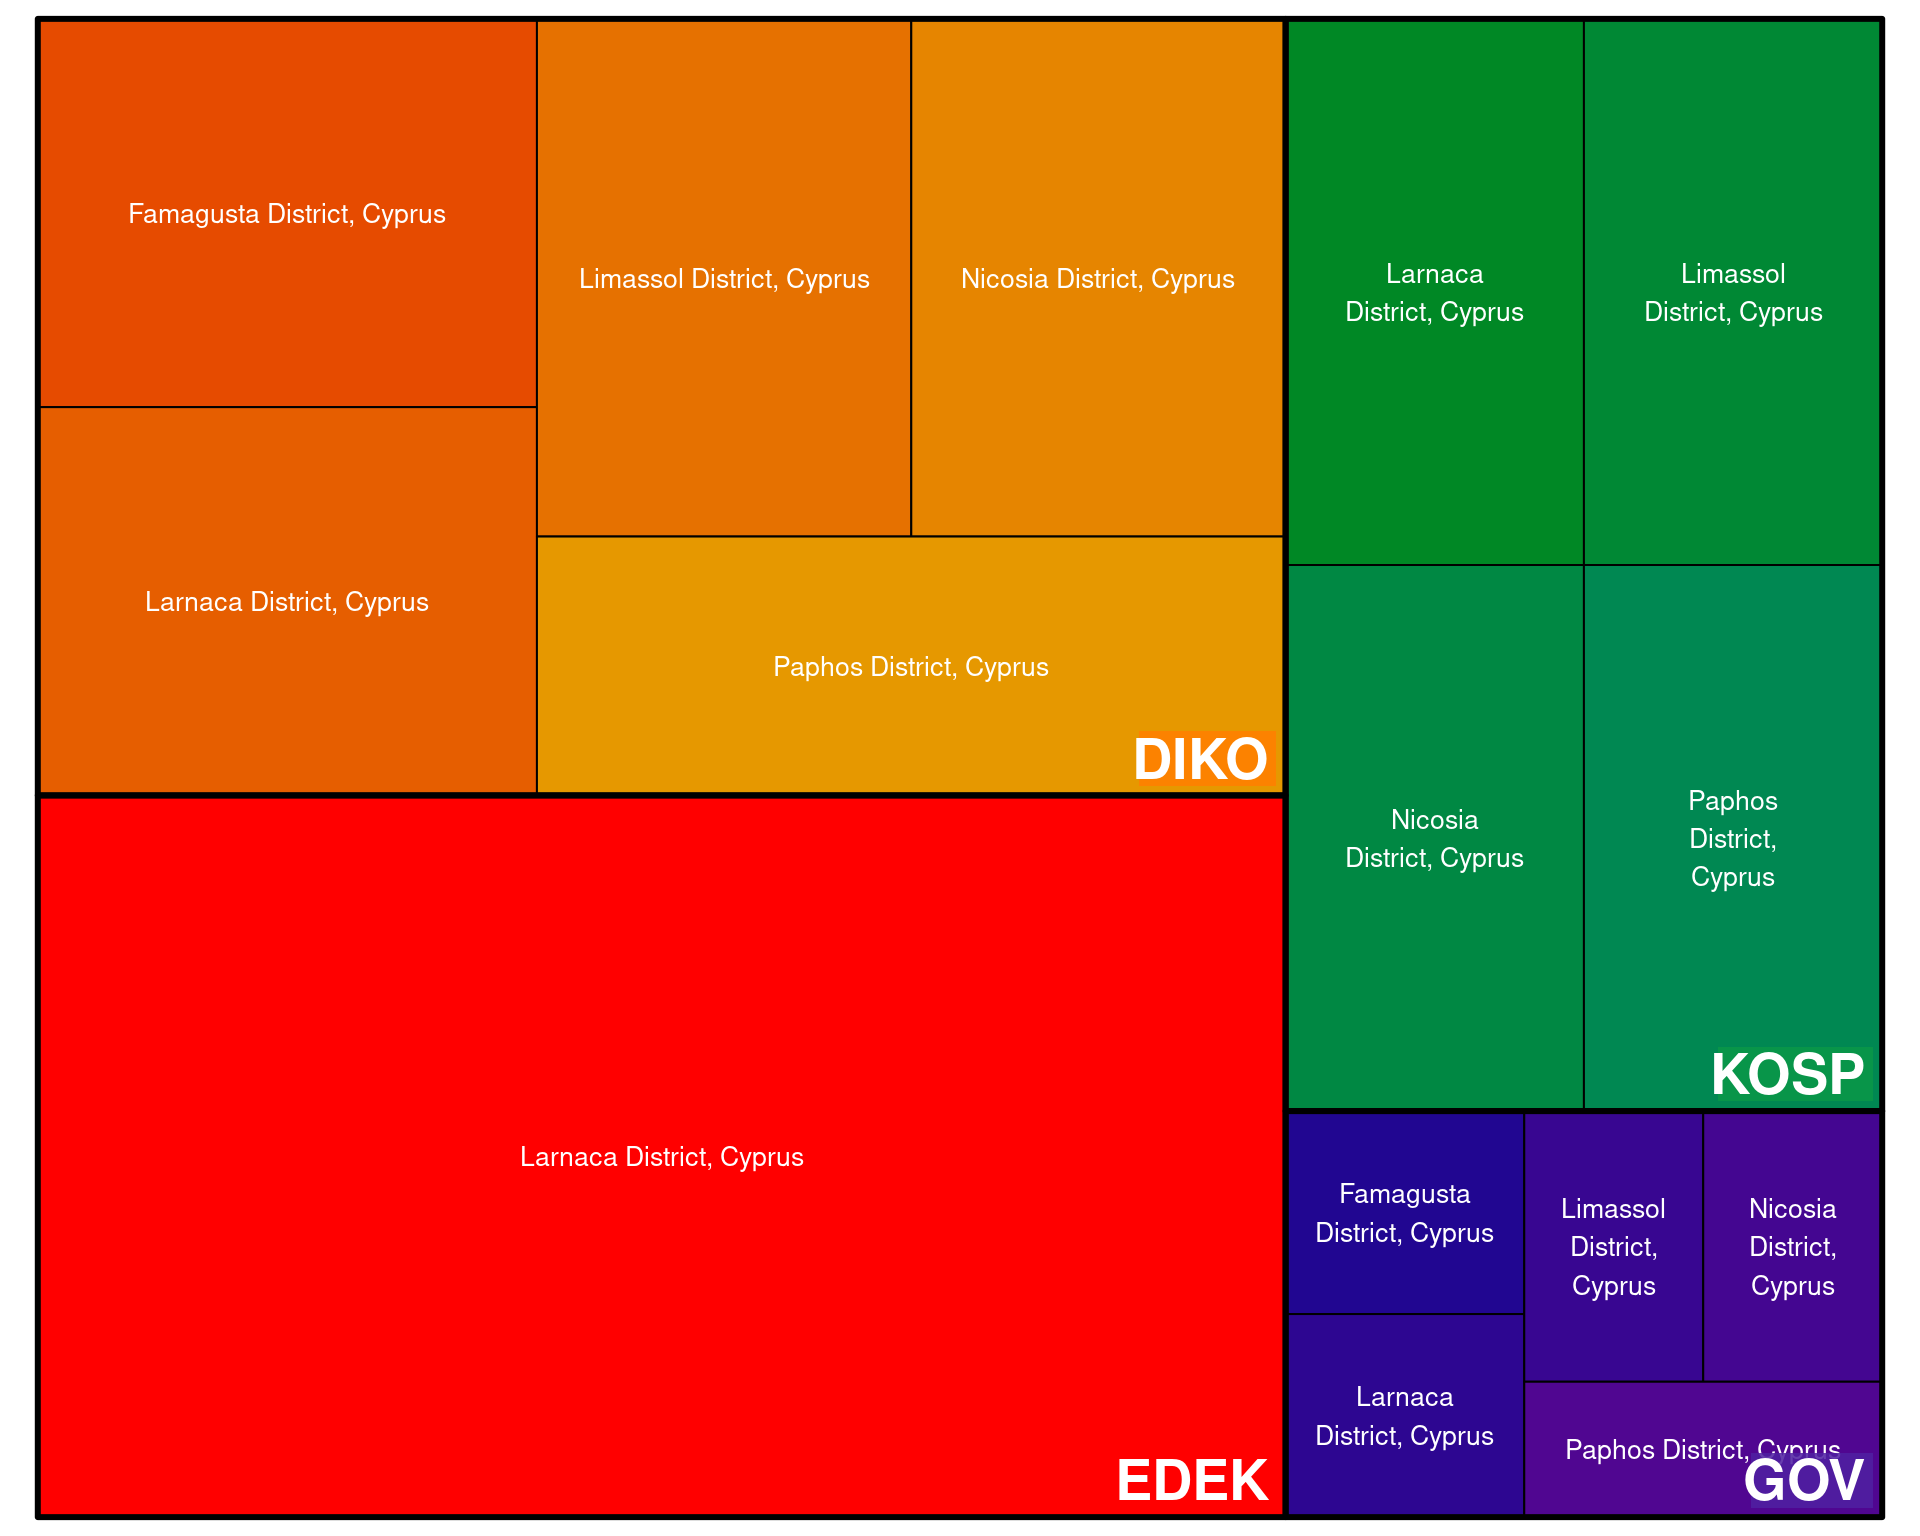 Famagusta District, Cyprus
Limassol District, Cyprus
Nicosia District, Cyprus
Larnaca District, Cyprus
Paphos District, Cyprus
DIKO
Larnaca District, Cyprus
EDEK
Larnaca
District, Cyprus
Limassol
District, Cyprus
Nicosia
District, Cyprus
Paphos
District,
Cyprus
KOSP
Famagusta
District, Cyprus
Limassol
District,
Cyprus
Nicosia
District,
Cyprus
Larnaca
District, Cyprus
Paphos District, Cyprus
GOV